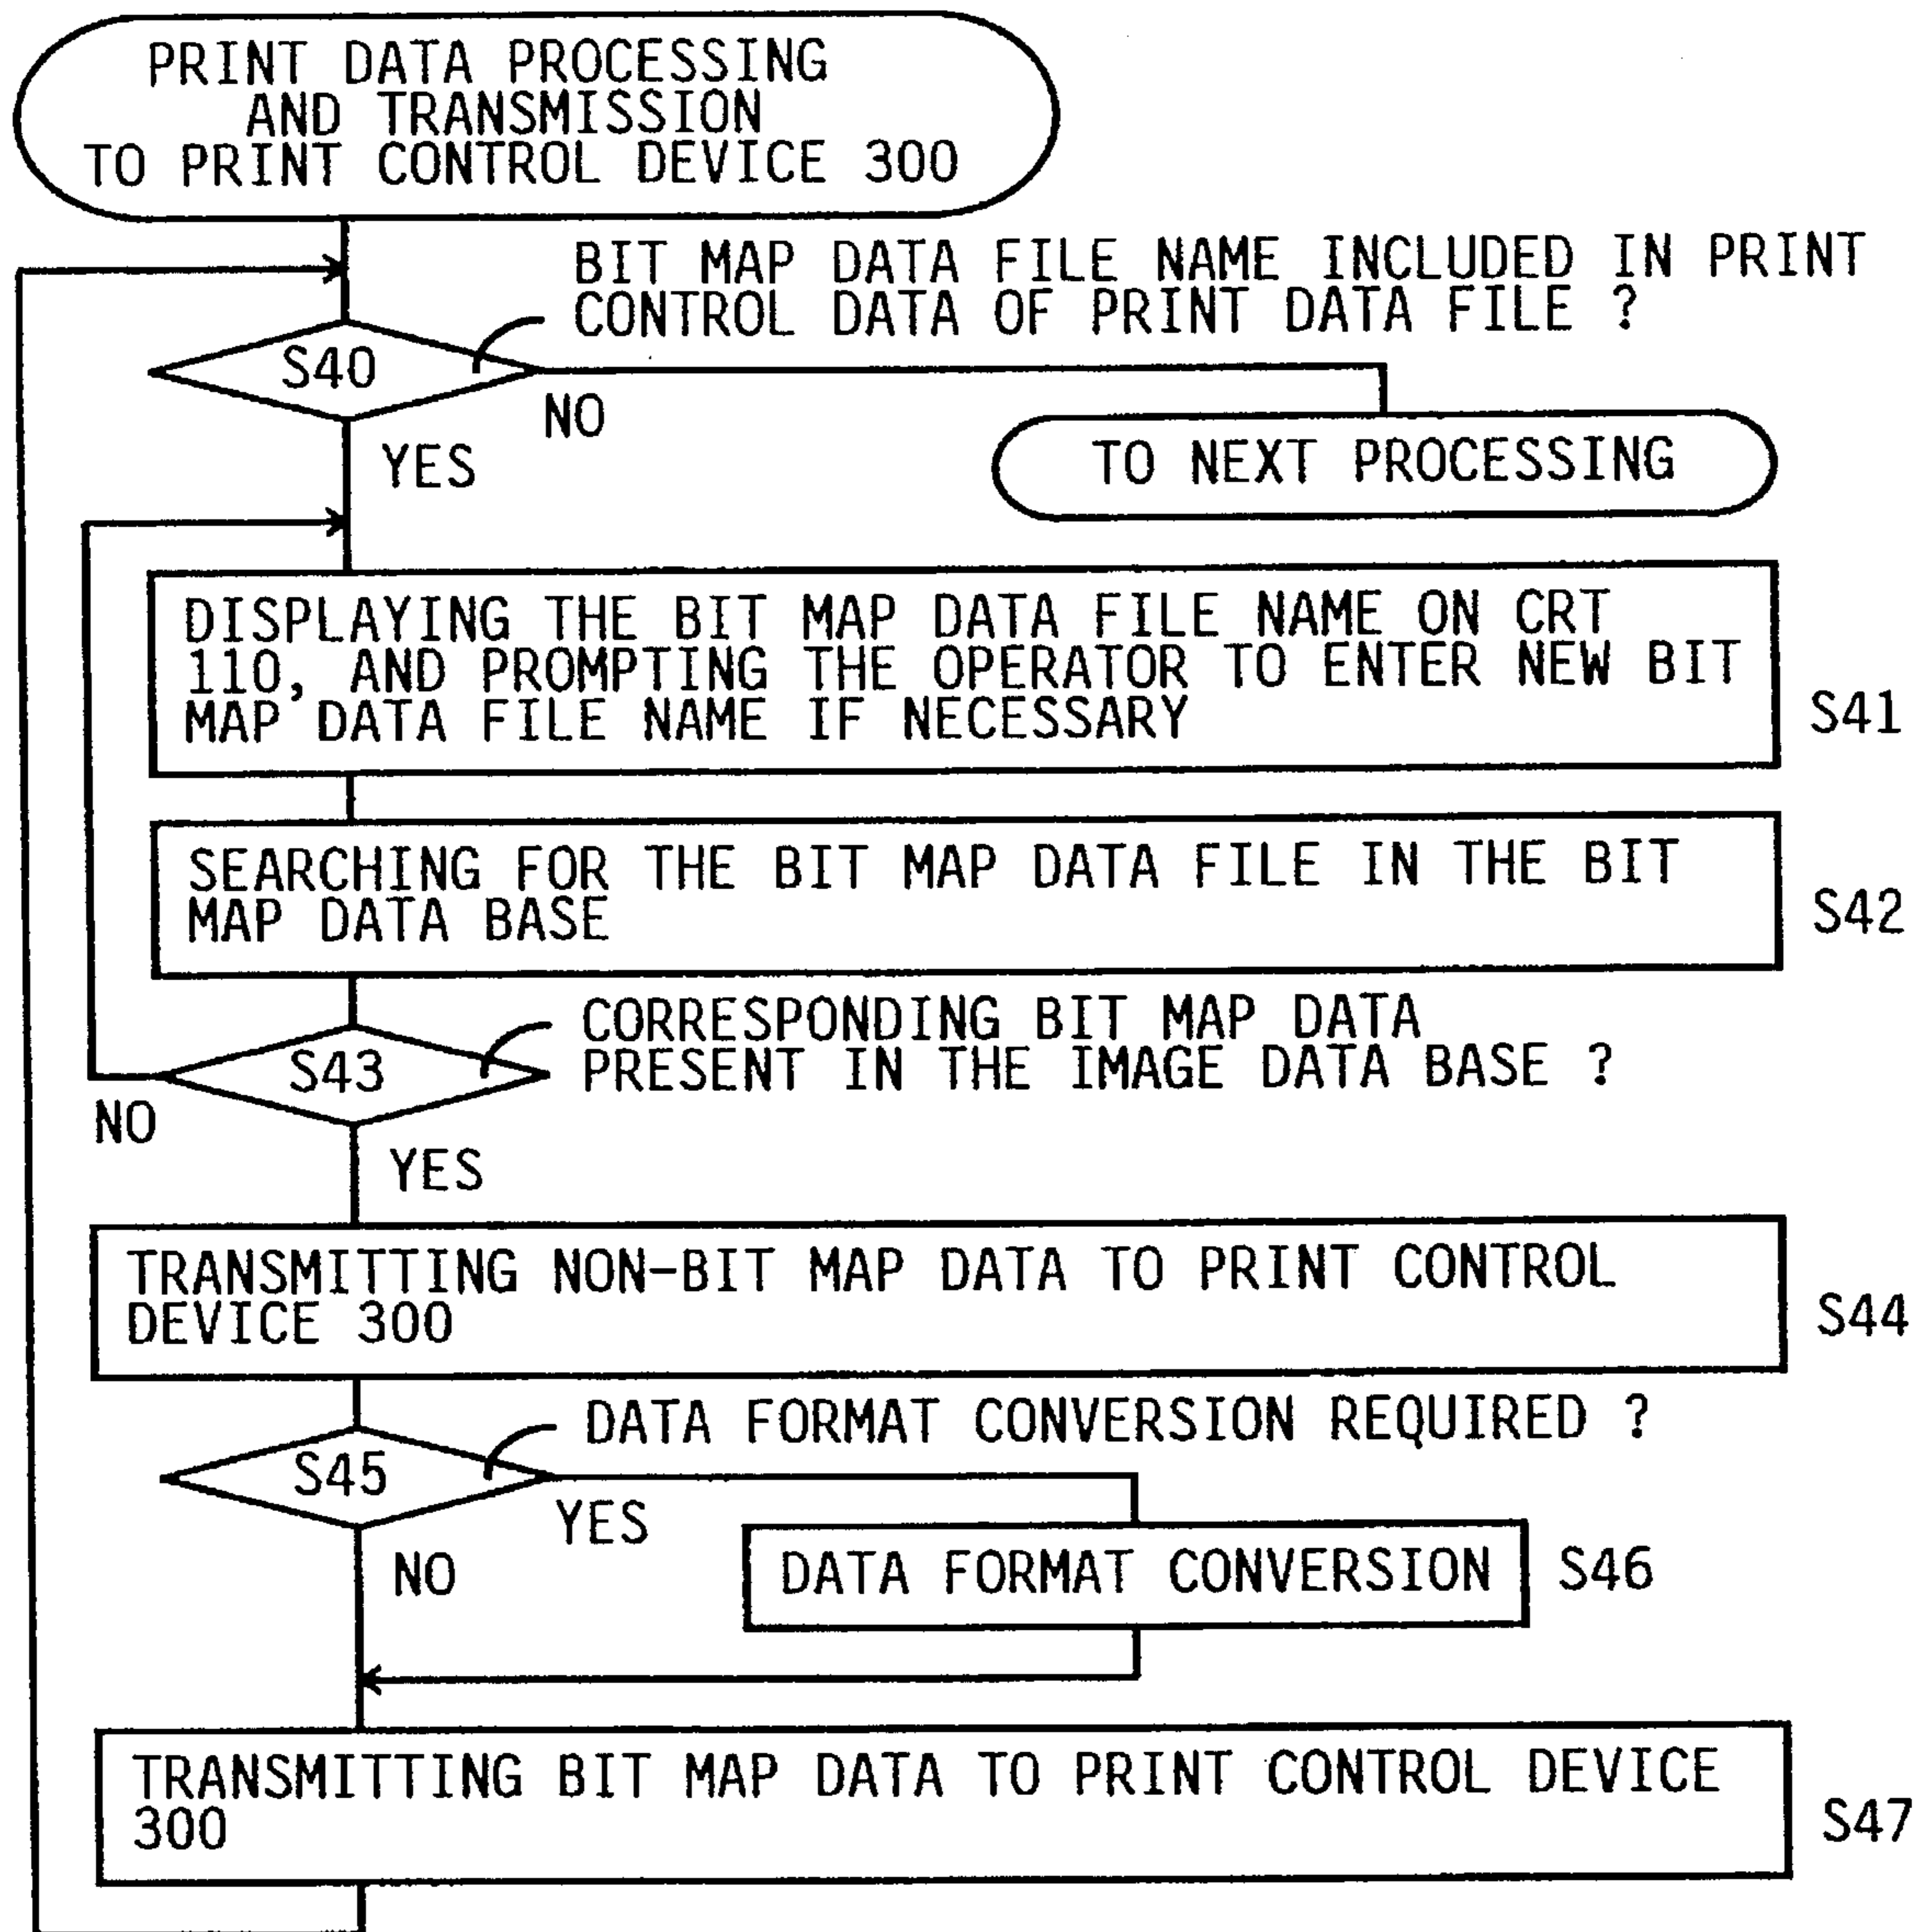 PRINT DATA PROCESSING
AND TRANSMISSION
TO PRINT CONTROL DEVICE 300
BIT MAP DATA FILE NAME INCLUDED IN PRINT
CONTROL DATA OF PRINT DATA FILE ?
S40
NO
YES
TO NEXT PROCESSING
DISPLAYING THE BIT MAP DATA FILE NAME ON CRT
110, AND PROMPTING THE OPERATOR TO ENTER NEW BIT
MAP DATA FILE NAME IF NECESSARY
S41
SEARCHING FOR THE BIT MAP DATA FILE IN THE BIT
MAP DATA BASE
S42
CORRESPONDING BIT MAP DATA
PRESENT IN THE IMAGE DATA BASE ?
S43
NO
YES
TRANSMITTING NON-BIT MAP DATA TO PRINT CONTROL
DEVICE 300
S44
DATA FORMAT CONVERSION REQUIRED ?
S45
YES
NO
DATA FORMAT CONVERSION
S46
TRANSMITTING BIT MAP DATA TO PRINT CONTROL DEVICE
300
S47